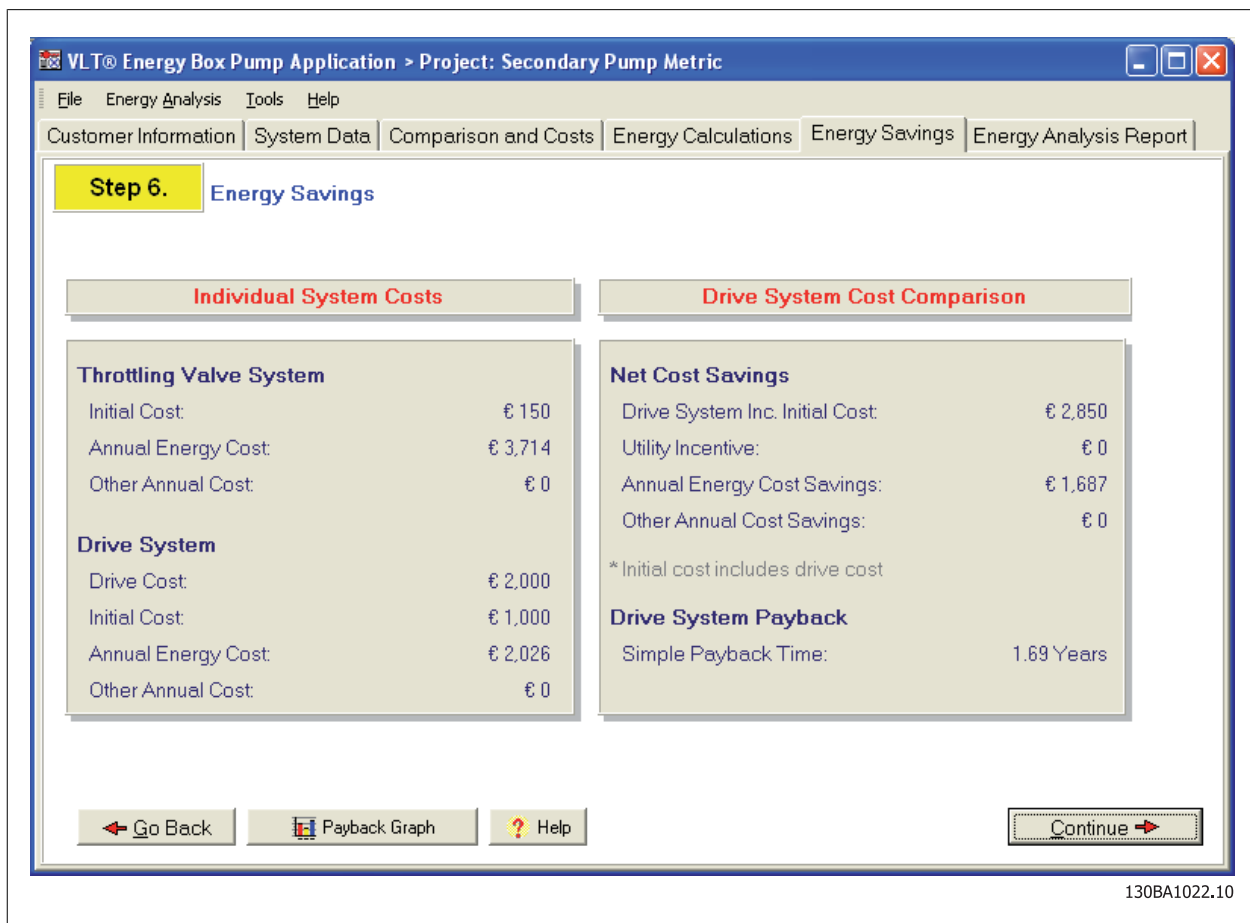 VLT® Energy Box Pump Application > Project: Secondary Pump Metric
File Energy Analysis Tools Help
Customer Information System Data Comparison and Costs Energy Calculations Energy Savings Energy Analysis Report
Step 6. Energy Savings
Individual System Costs
Throttling Valve System
Initial Cost: € 150
Annual Energy Cost: € 3,714
Other Annual Cost: € 0
Drive System
Drive Cost: € 2,000
Initial Cost: € 1,000
Annual Energy Cost: € 2,026
Other Annual Cost: € 0
Drive System Cost Comparison
Net Cost Savings
Drive System Inc. Initial Cost: € 2,850
Utility Incentive: € 0
Annual Energy Cost Savings: € 1,687
Other Annual Cost Savings: € 0
* Initial cost includes drive cost
Drive System Payback
Simple Payback Time: 1.69 Years
Go Back Payback Graph ? Help Continue
130BA1022.10